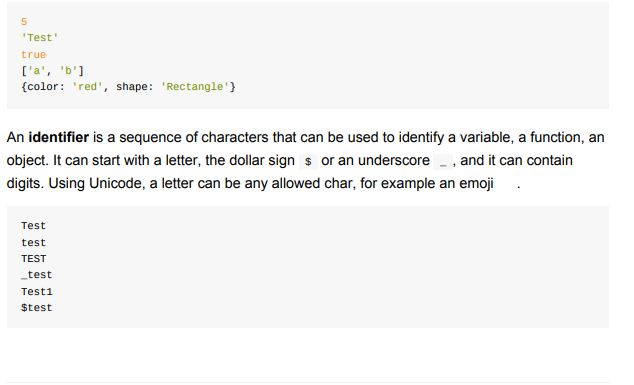 5
'Test'
true
['a', 'b']
{color: 'red', shape: 'Rectangle'}
An identifier is a sequence of characters that can be used to identify a variable, a function, an
object. It can start with a letter, the dollar sign $ or an underscore _ , and it can contain
digits. Using Unicode, a letter can be any allowed char, for example an emoji .
Test
test
TEST
_test
Test1
$test